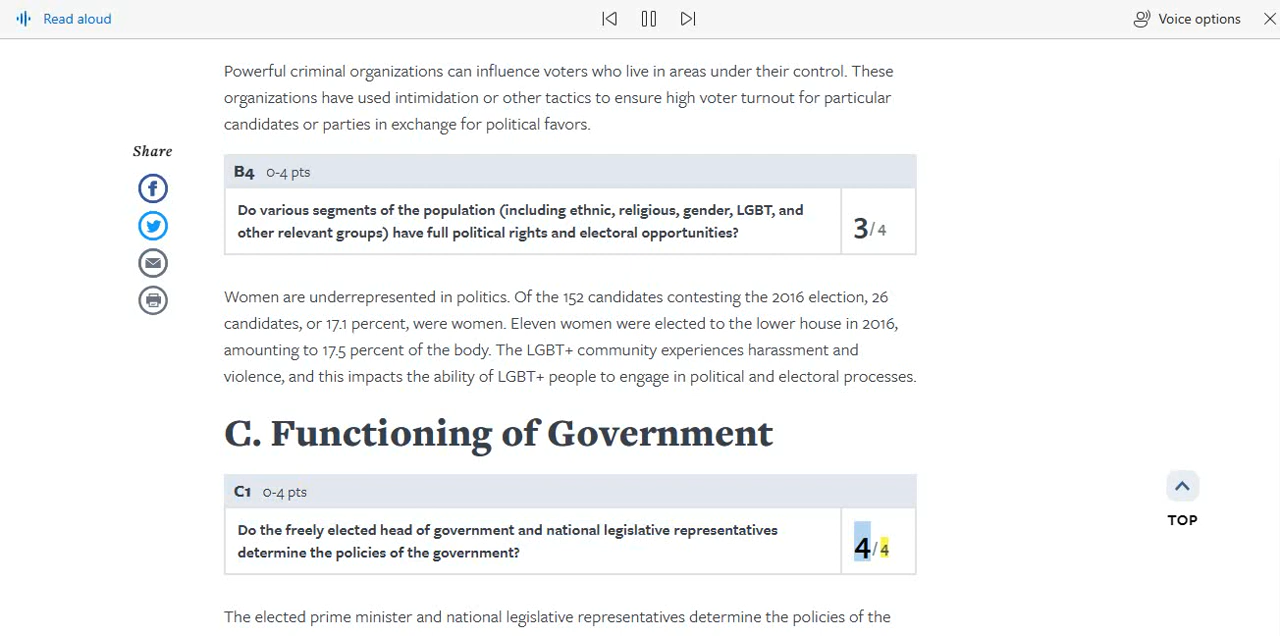 Read aloud
Voice options
Powerful criminal organizations can influence voters who live in areas under their control. These
organizations have used intimidation or other tactics to ensure high voter turnout for particular
candidates or parties in exchange for political favors.
Share
B4 0-4 pts
Do various segments of the population (including ethnic, religious, gender, LGBT, and
other relevant groups) have full political rights and electoral opportunities?
3/4
Women are underrepresented in politics. Of the 152 candidates contesting the 2016 election, 26
candidates, or 17.1 percent, were women. Eleven women were elected to the lower house in 2016,
amounting to 17.5 percent of the body. The LGBT+ community experiences harassment and
violence, and this impacts the ability of LGBT+ people to engage in political and electoral processes.
C. Functioning of Government
C1 0-4 pts
Do the freely elected head of government and national legislative representatives
determine the policies of the government?
4/4
TOP
The elected prime minister and national legislative representatives determine the policies of the